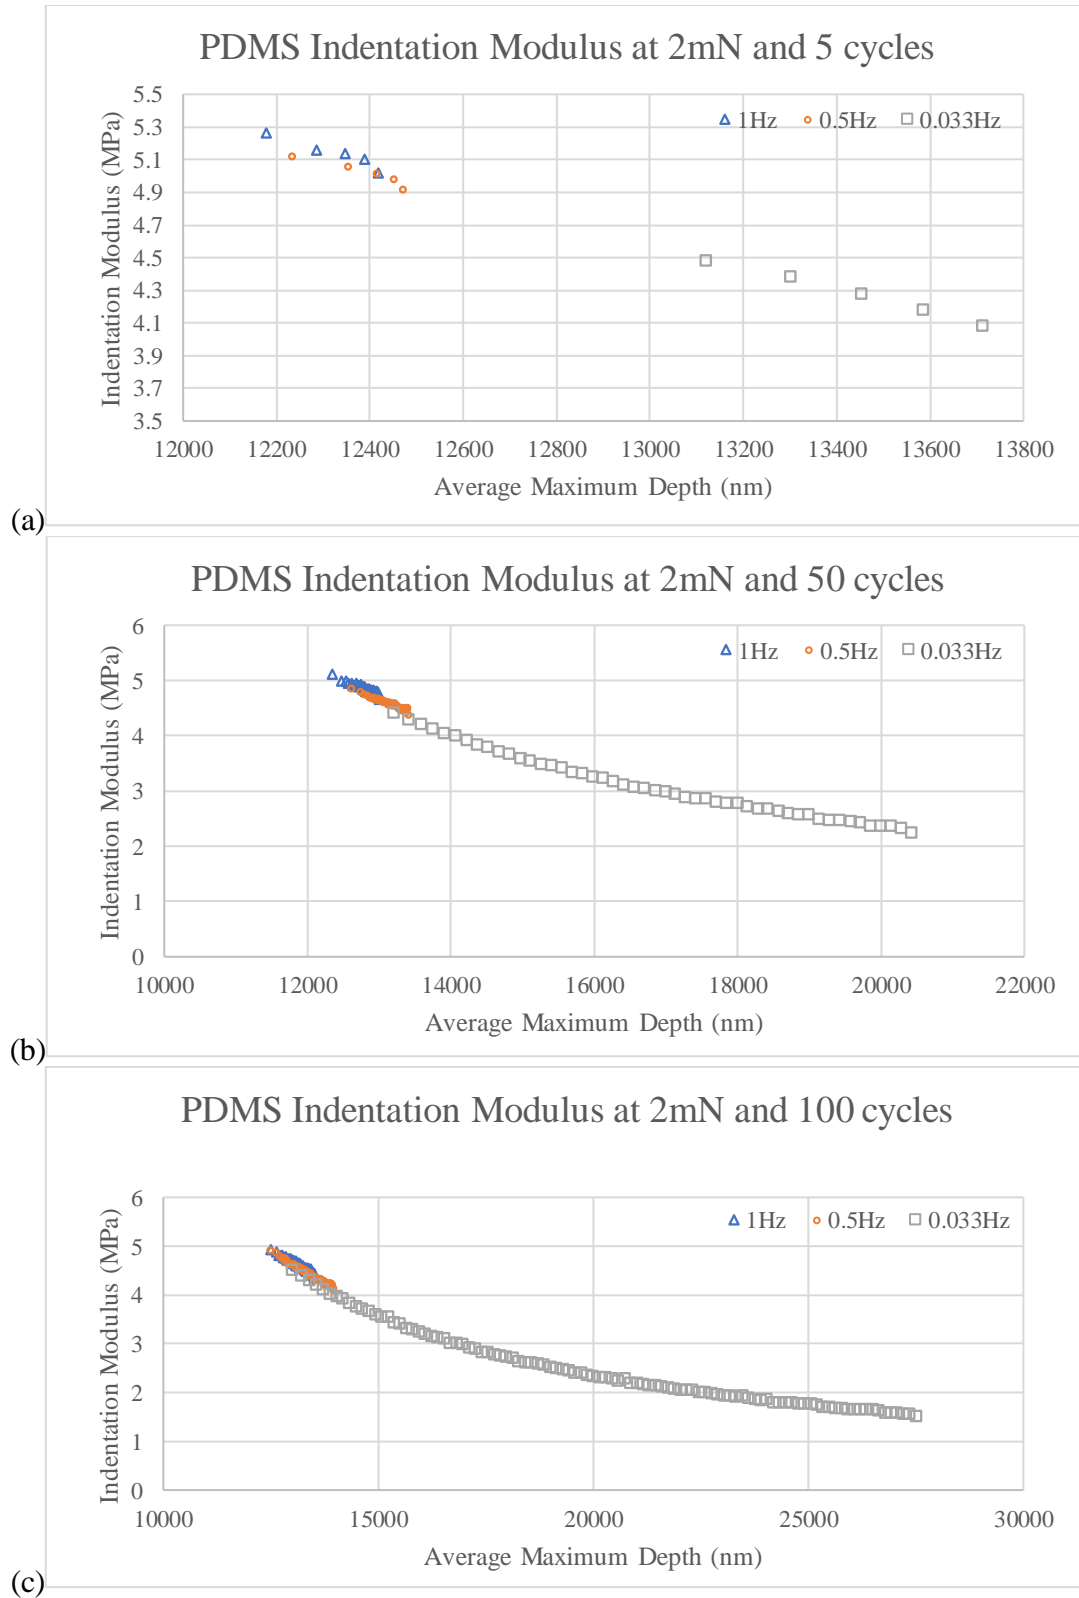 PDMS Indentation Modulus at 2mN and 5 cycles
5.5
5.3
5.1
4.9
4.7
4.5
4.3
4.1
3.9
3.7
3.5
Indentation Modulus (MPa)
1Hz 0.5Hz 0.033Hz
12000 12200 12400 12600 12800 13000 13200 13400 13600 13800
Average Maximum Depth (nm)
(a)
PDMS Indentation Modulus at 2mN and 50 cycles
6
5
4
3
2
1
0
Indentation Modulus (MPa)
1Hz 0.5Hz 0.033Hz
10000 12000 14000 16000 18000 20000 22000
Average Maximum Depth (nm)
(b)
PDMS Indentation Modulus at 2mN and 100 cycles
6
5
4
3
2
1
0
Indentation Modulus (MPa)
1Hz 0.5Hz 0.033Hz
10000 15000 20000 25000 30000
Average Maximum Depth (nm)
(c)